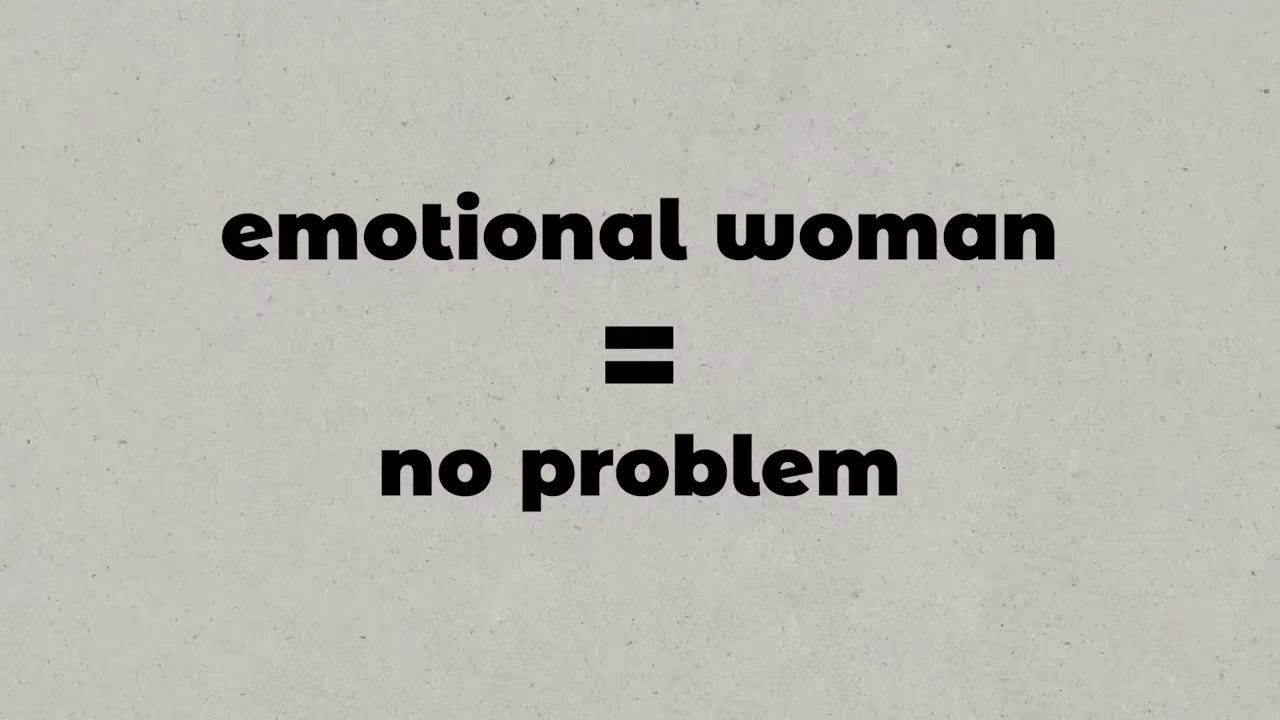 emotional woman
=
no problem